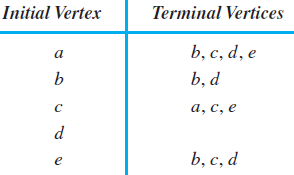 Initial Vertex Terminal Vertices
a b, c, d, e
b b, d
c a, c, e
d
e b, c, d